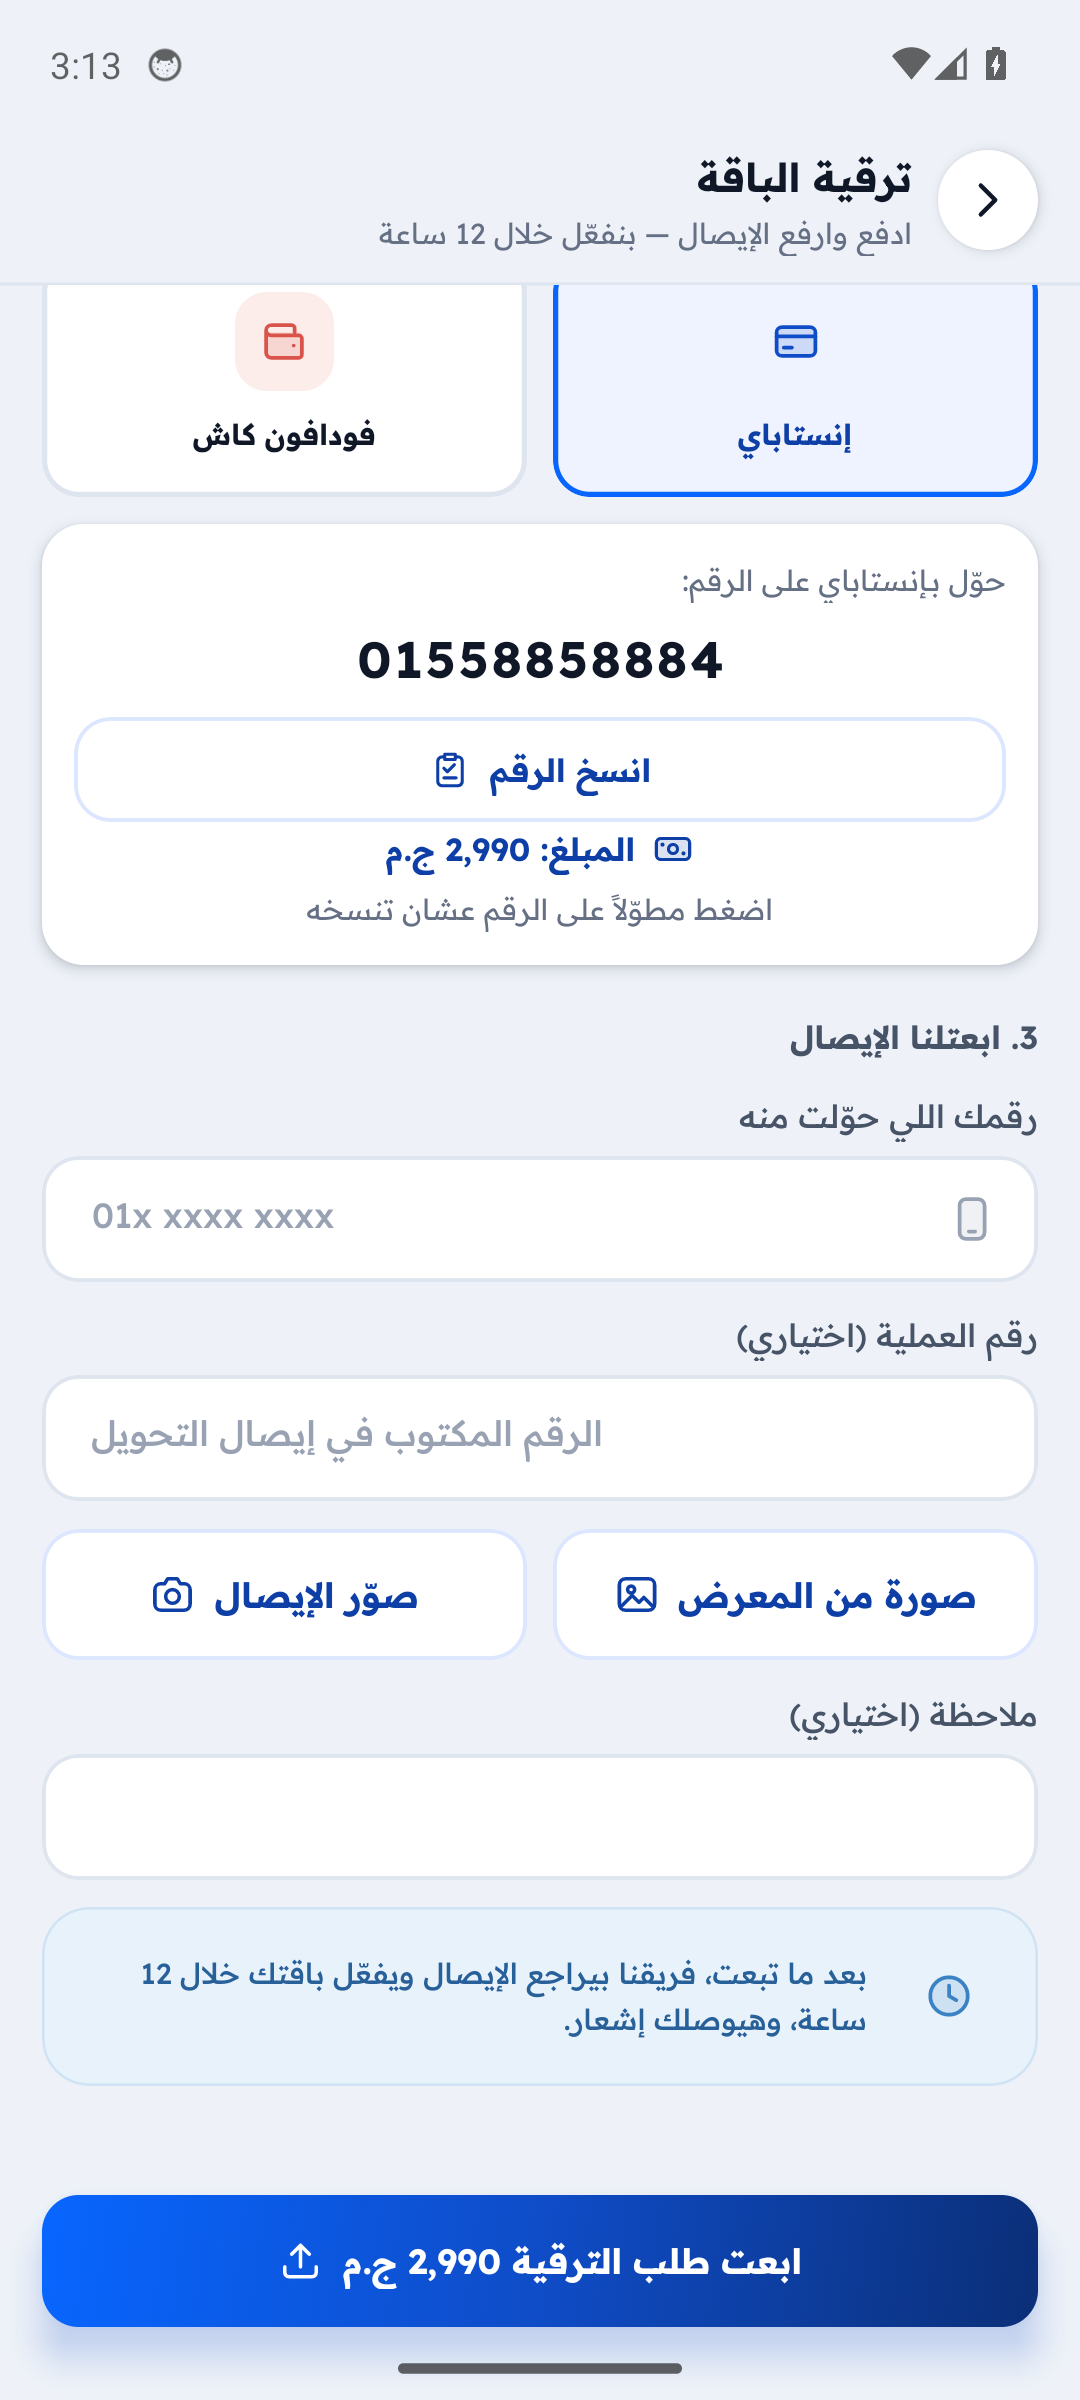 3:13
ترقية الباقة
ادفع وارفع الإيصال — بنفعّل خلال 12 ساعة
إنستاباي
فودافون كاش
حوّل بإنستاباي على الرقم:
01558858884
انسخ الرقم
المبلغ: 2,990 ج.م
اضغط مطوّلاً على الرقم عشان تنسخه
3. ابعتلنا الإيصال
رقمك اللي حوّلت منه
01x xxxx xxxx
رقم العملية (اختياري)
الرقم المكتوب في إيصال التحويل
صورة من المعرض
صوّر الإيصال
ملاحظة (اختياري)
بعد ما تبعت، فريقنا بيراجع الإيصال ويفعّل باقتك خلال 12
ساعة، وهيوصلك إشعار.
ابعت طلب الترقية 2,990 ج.م